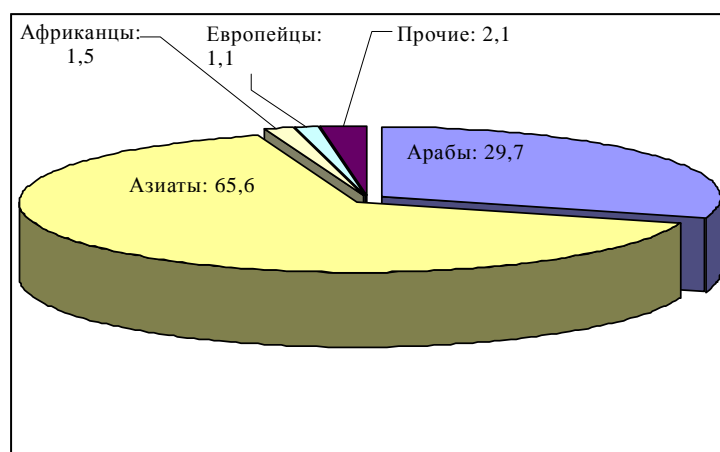 Африканцы:
1,5
Европейцы:
1,1
Прочие: 2,1
Арабы: 29,7
Азиаты: 65,6